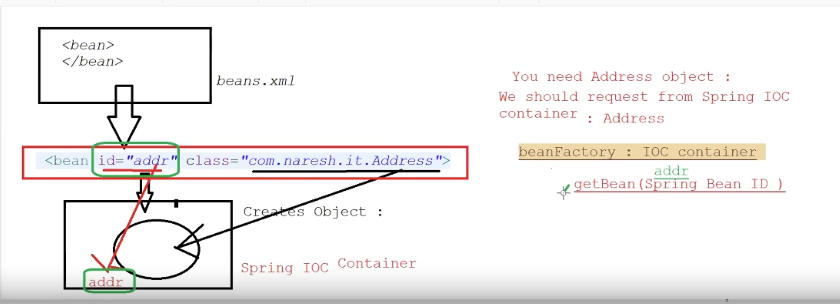 <bean>
</bean>
beans.xml
<bean id="addr" class="com.naresh.it.Address">
Creates Object :
Spring IOC Container
addr
You need Address object :
We should request from Spring IOC
container : Address
beanFactory : IOC container
addr
getBean(Spring Bean ID )